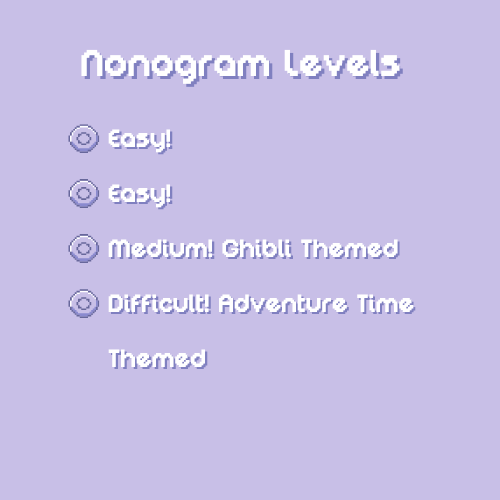 Nonogram Levels
Easy!
Easy!
Medium! Ghibli Themed
Difficult! Adventure Time
Themed